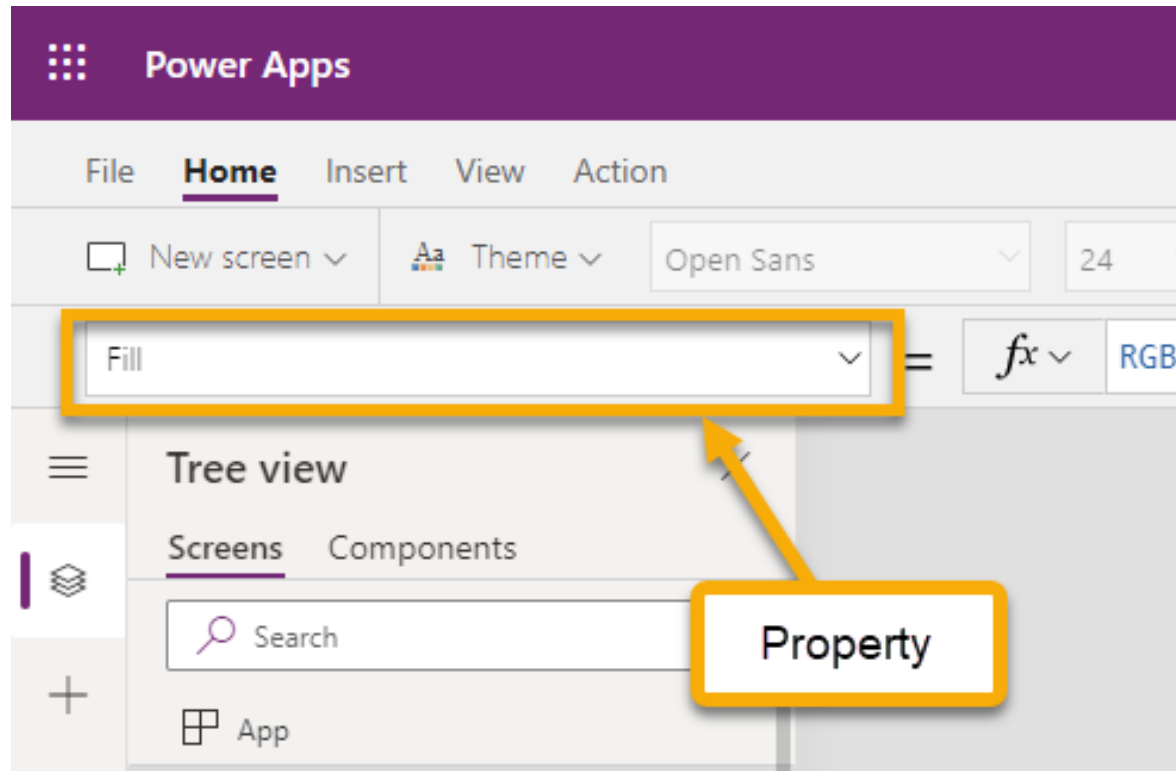 Power Apps
File Home Insert View Action
New screen Aa Theme Open Sans 24
Fill = fx RGB
Tree view
Screens Components
Search
Property
App